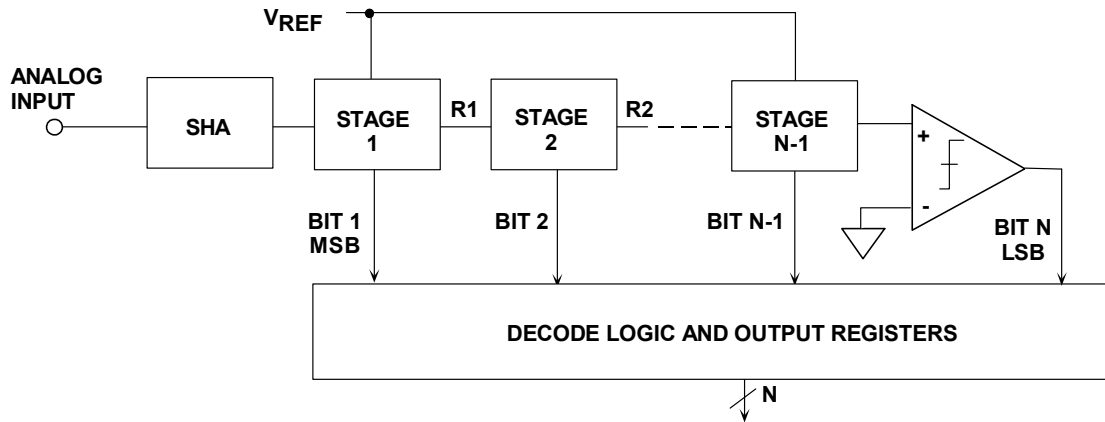 VREF
ANALOG
INPUT
SHA
STAGE
1
R1
STAGE
2
R2
STAGE
N-1
+
-
BIT 1
MSB
BIT 2
BIT N-1
BIT N
LSB
DECODE LOGIC AND OUTPUT REGISTERS
N